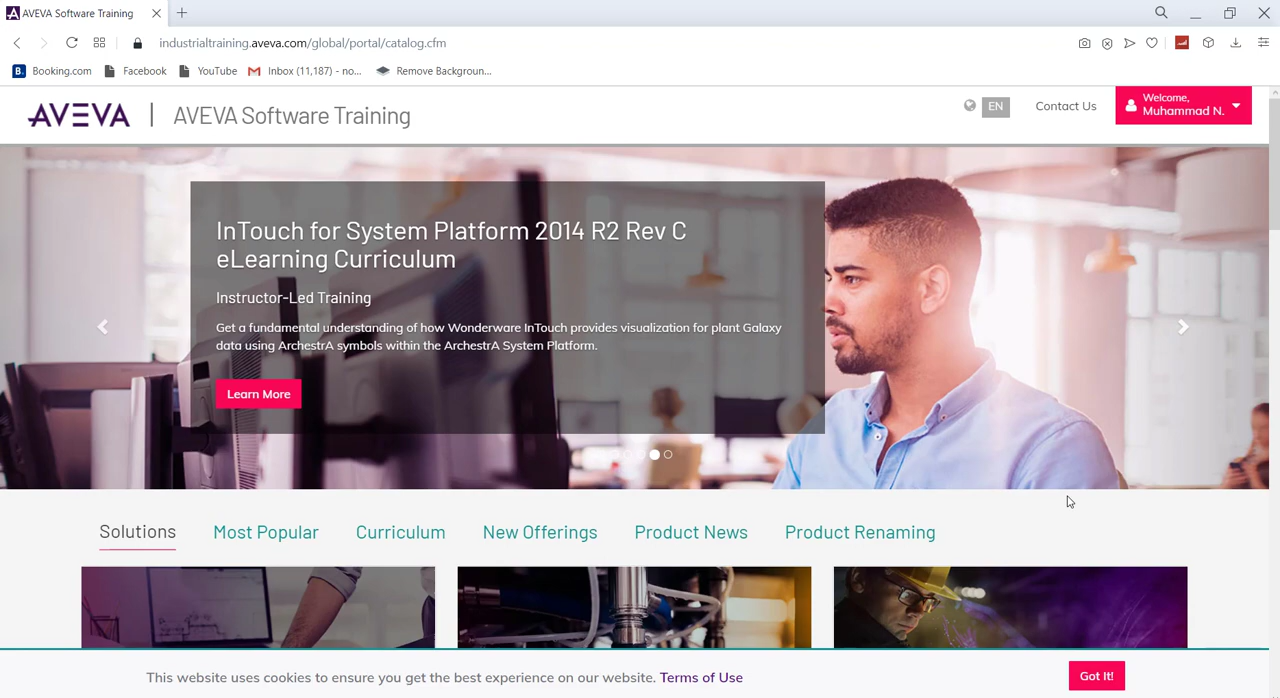 AVEVA Software Training
industrialtraining.aveva.com/global/portal/catalog.cfm
B. Booking.com Facebook YouTube Inbox (11,187) - no... Remove Backgroun...
AVEVA | AVEVA Software Training
EN Contact Us
Welcome,
Muhammad N.
InTouch for System Platform 2014 R2 Rev C
eLearning Curriculum
Instructor-Led Training
Get a fundamental understanding of how Wonderware InTouch provides visualization for plant Galaxy
data using ArchestrA symbols within the ArchestrA System Platform.
Learn More
Solutions Most Popular Curriculum New Offerings Product News Product Renaming
This website uses cookies to ensure you get the best experience on our website. Terms of Use
Got It!